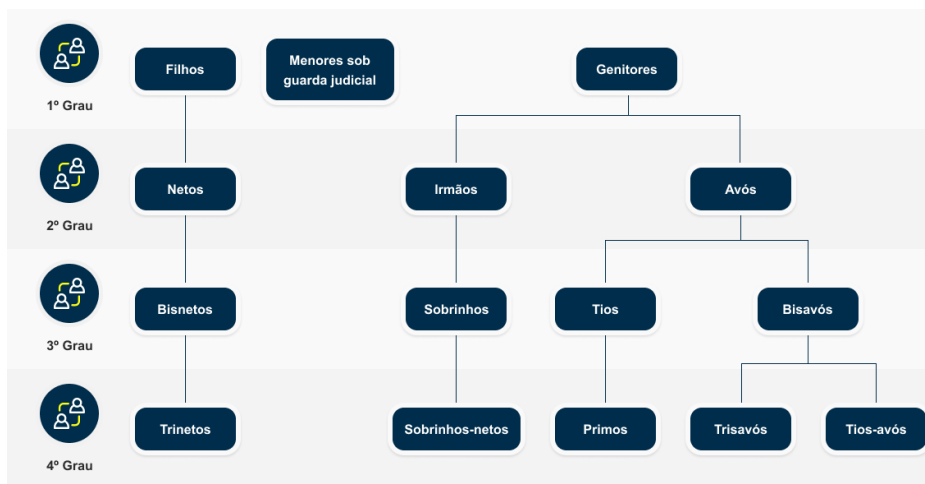 Filhos
Menores sob
guarda judicial
Genitores
1º Grau
Netos
Irmãos
Avós
2º Grau
Bisnetos
Sobrinhos
Tios
Bisavós
3º Grau
Trinetos
Sobrinhos-netos
Primos
Trisavós
Tios-avós
4º Grau